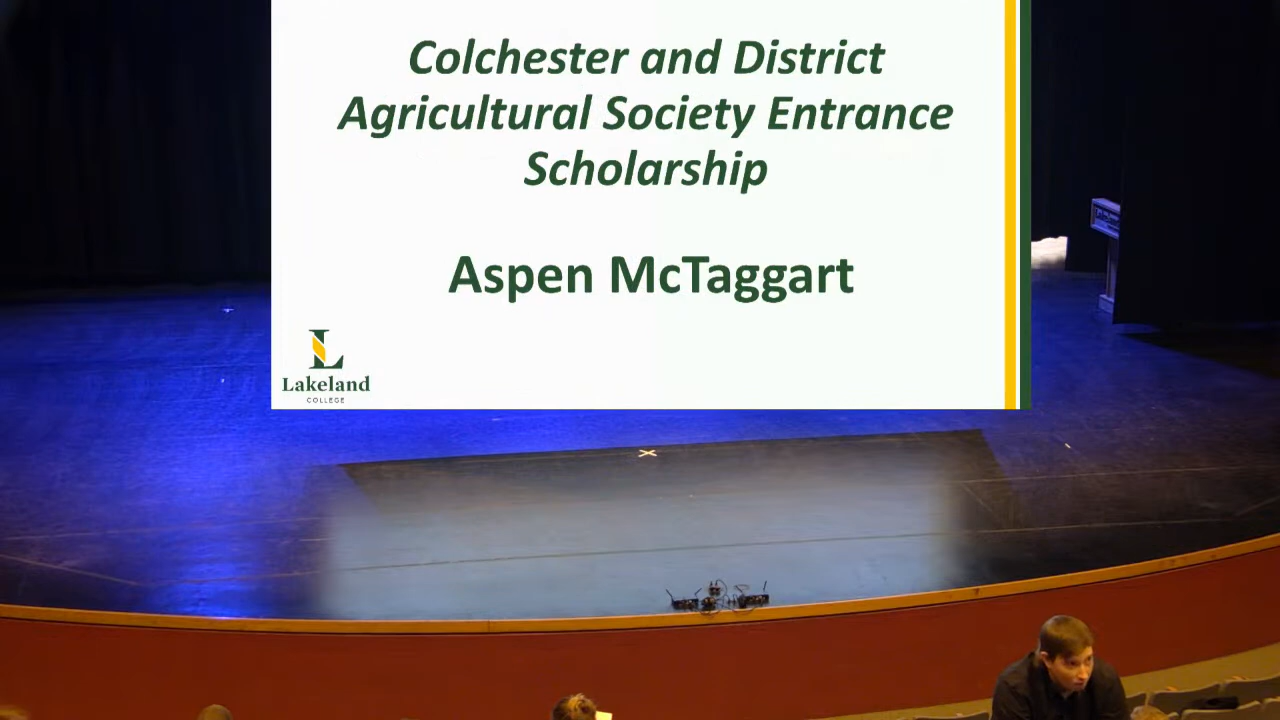 Colchester and District
Agricultural Society Entrance
Scholarship
Aspen McTaggart
Lakeland
COLLEGE